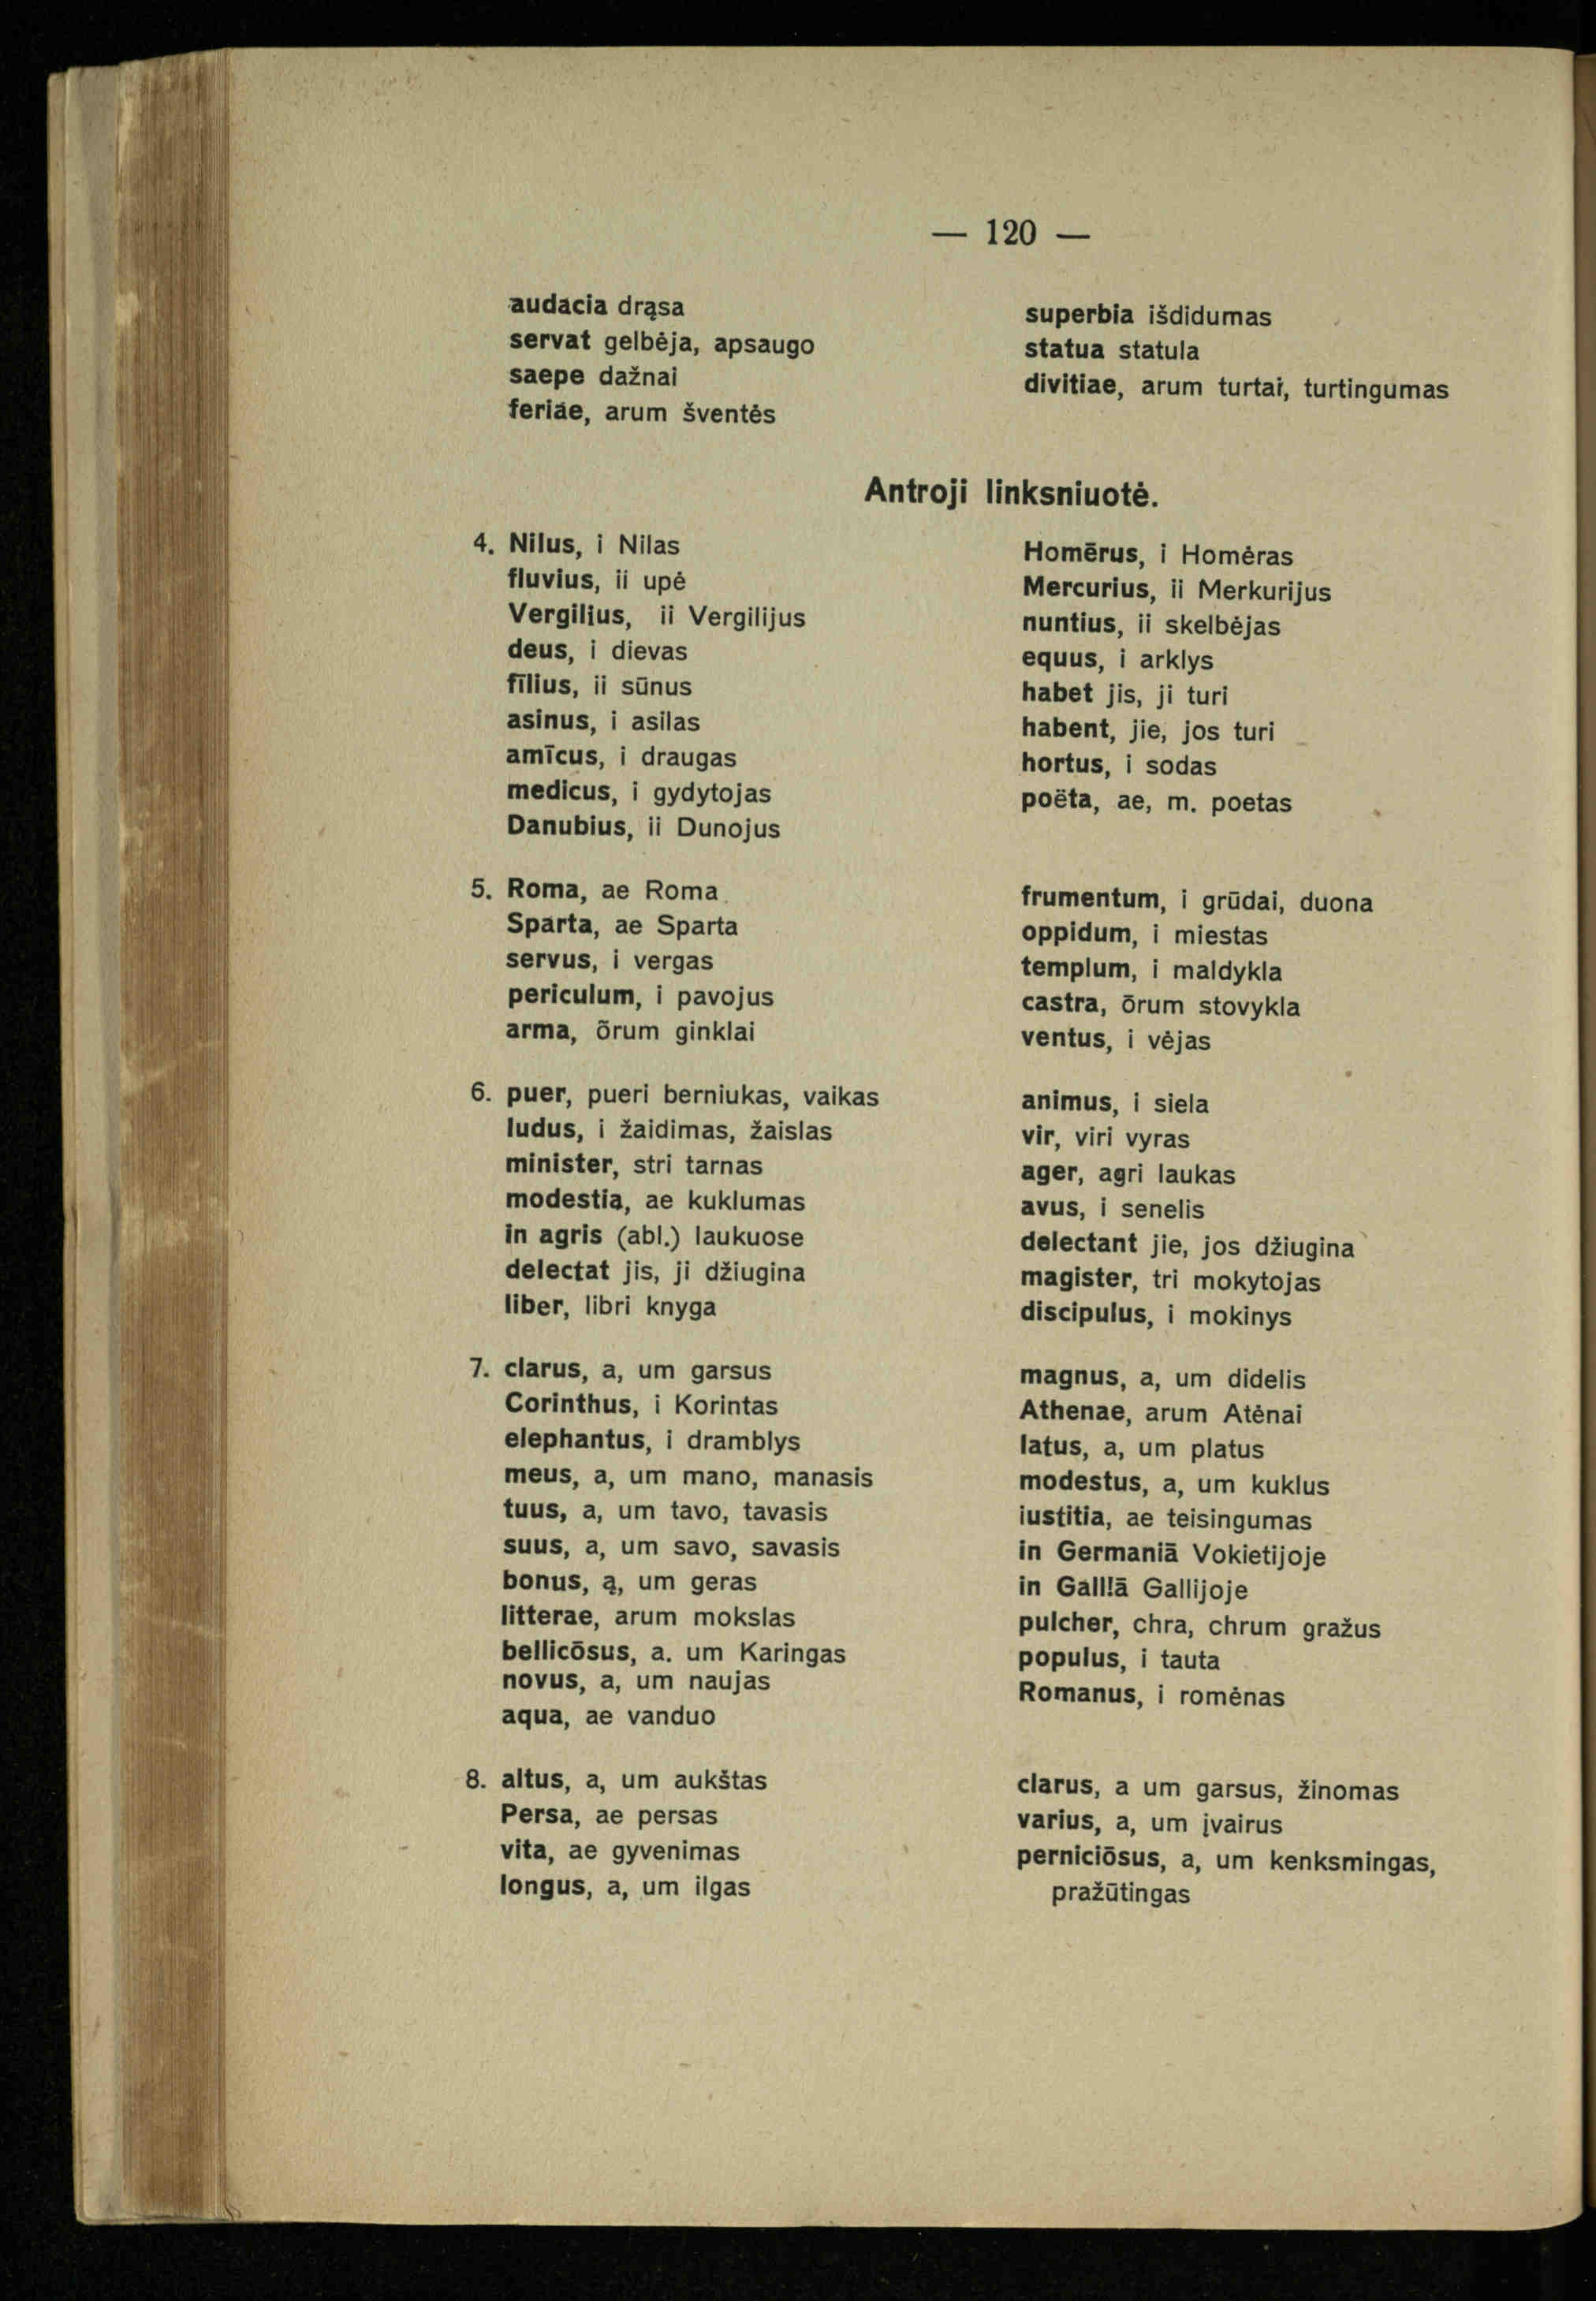 — 120 —
audacia drąsa
servat gelbėja, apsaugo
saepe dažnai
feriae, arum šventės
superbia išdidumas
statua statula
divitiae, arum turtai, turtingumas
Antroji linksniuotė.
4. Nilus, i Nilas
fluvius, ii upė
Vergilius, ii Vergilijus
deus, i dievas
fīlius, ii sūnus
asinus, i asilas
amīcus, i draugas
medicus, i gydytojas
Danubius, ii Dunojus
Homērus, i Homėras
Mercurius, ii Merkurijus
nuntius, ii skelbėjas
equus, i arklys
habet jis, ji turi
habent, jie, jos turi
hortus, i sodas
poëta, ae, m. poetas
5. Roma, ae Roma
Sparta, ae Sparta
servus, i vergas
periculum, i pavojus
arma, õrum ginklai
frumentum, i grūdai, duona
oppidum, i miestas
templum, i maldykla
castra, ōrum stovykla
ventus, i vėjas
6. puer, pueri berniukas, vaikas
ludus, i žaidimas, žaislas
minister, stri tarnas
modestia, ae kuklumas
in agris (abl.) laukuose
delectat jis, ji džiugina
liber, libri knyga
animus, i siela
vir, viri vyras
ager, agri laukas
avus, i senelis
delectant jie, jos džiugina
magister, tri mokytojas
discipulus, i mokinys
7. clarus, a, um garsus
Corinthus, i Korintas
elephantus, i dramblys
meus, a, um mano, manasis
tuus, a, um tavo, tavasis
suus, a, um savo, savasis
bonus, ą, um geras
litterae, arum mokslas
bellicōsus, a. um Karingas
novus, a, um naujas
aqua, ae vanduo
magnus, a, um didelis
Athenae, arum Atėnai
latus, a, um platus
modestus, a, um kuklus
iustitia, ae teisingumas
in Germaniā Vokietijoje
in Gall!ā Gallijoje
pulcher, chra, chrum gražus
populus, i tauta
Romanus, i romėnas
8. altus, a, um aukštas
Persa, ae persas
vita, ae gyvenimas
longus, a, um ilgas
clarus, a um garsus, žinomas
varius, a, um įvairus
perniciōsus, a, um kenksmingas,
pražūtingas